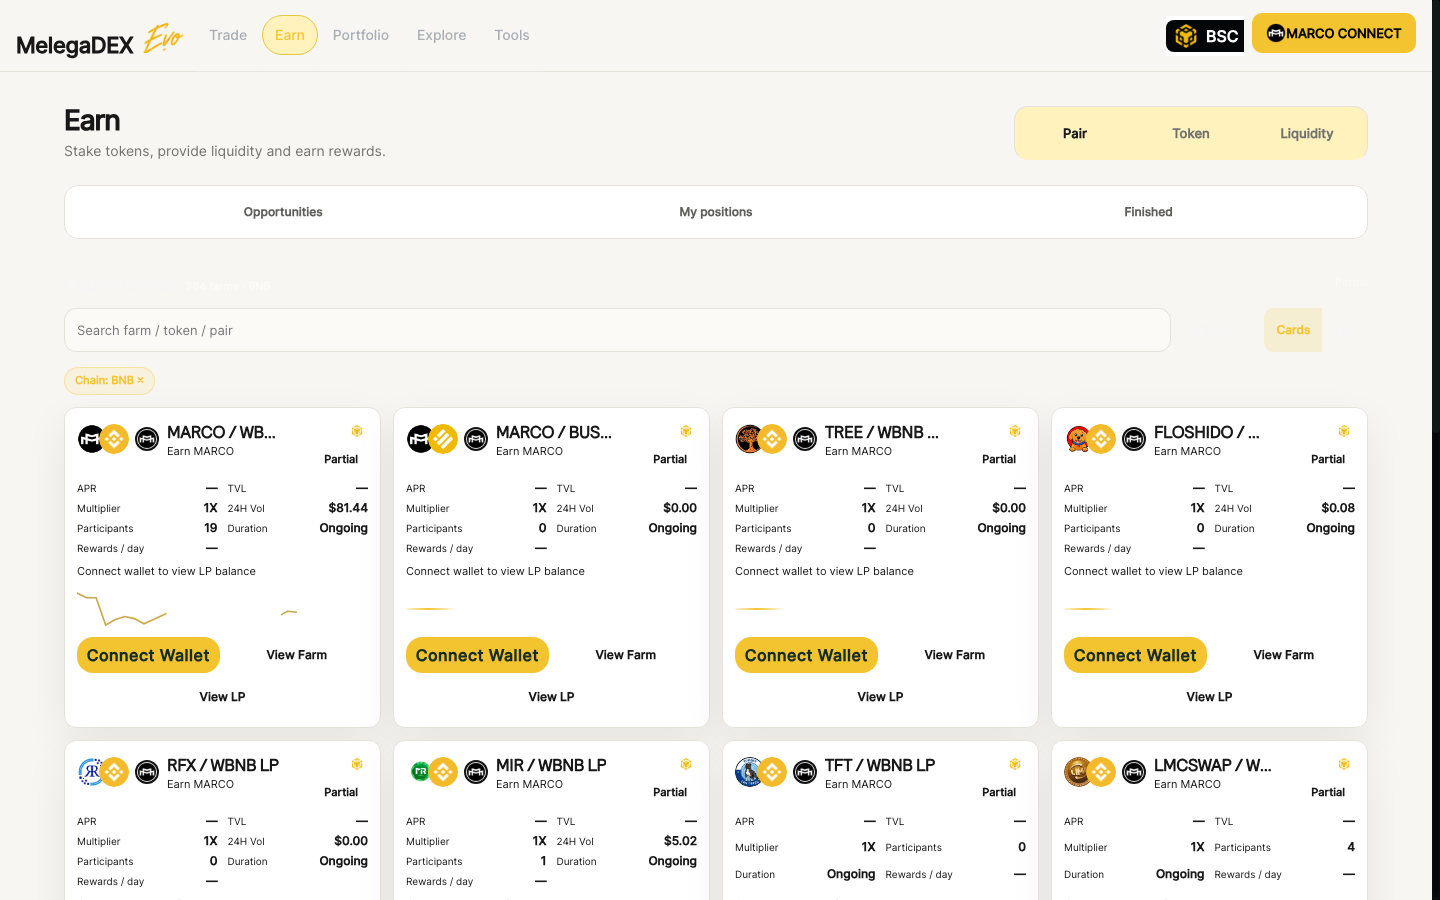 MelegaDEX Evo
Trade
Earn
Portfolio
Explore
Tools
BSC
MARCO CONNECT
Earn
Stake tokens, provide liquidity and earn rewards.
Pair
Token
Liquidity
Opportunities
My positions
Finished
Search farm / token / pair
Cards
Chain: BNB ×
MARCO / WB...
Earn MARCO
Partial
APR — TVL —
Multiplier 1X 24H Vol $81.44
Participants 19 Duration Ongoing
Rewards / day —
Connect wallet to view LP balance
Connect Wallet
View Farm
View LP
MARCO / BUS...
Earn MARCO
Partial
APR — TVL —
Multiplier 1X 24H Vol $0.00
Participants 0 Duration Ongoing
Rewards / day —
Connect wallet to view LP balance
Connect Wallet
View Farm
View LP
TREE / WBNB ...
Earn MARCO
Partial
APR — TVL —
Multiplier 1X 24H Vol $0.00
Participants 0 Duration Ongoing
Rewards / day —
Connect wallet to view LP balance
Connect Wallet
View Farm
View LP
FLOSHIDO / ...
Earn MARCO
Partial
APR — TVL —
Multiplier 1X 24H Vol $0.08
Participants 0 Duration Ongoing
Rewards / day —
Connect wallet to view LP balance
Connect Wallet
View Farm
View LP
RFX / WBNB LP
Earn MARCO
Partial
APR — TVL —
Multiplier 1X 24H Vol $0.00
Participants 0 Duration Ongoing
Rewards / day —
MIR / WBNB LP
Earn MARCO
Partial
APR — TVL —
Multiplier 1X 24H Vol $5.02
Participants 1 Duration Ongoing
Rewards / day —
TFT / WBNB LP
Earn MARCO
Partial
APR — TVL —
Multiplier 1X Participants 0
Duration Ongoing Rewards / day —
LMCSWAP / W...
Earn MARCO
Partial
APR — TVL —
Multiplier 1X Participants 4
Duration Ongoing Rewards / day —